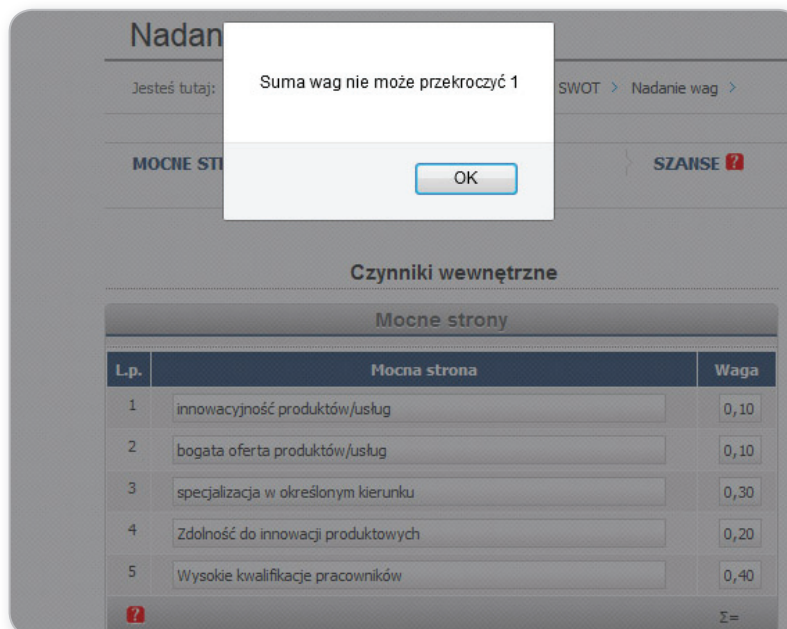 Nadan
Suma wag nie może przekroczyć 1
OK
Jesteś tutaj: SWOT > Nadanie wag >
MOCNE ST SZANSE ?
Czynniki wewnętrzne
Mocne strony
L.p. Mocna strona Waga
1 innowacyjność produktów/usług 0,10
2 bogata oferta produktów/usług 0,10
3 specjalizacja w określonym kierunku 0,30
4 Zdolność do innowacji produktowych 0,20
5 Wysokie kwalifikacje pracowników 0,40
? Σ=